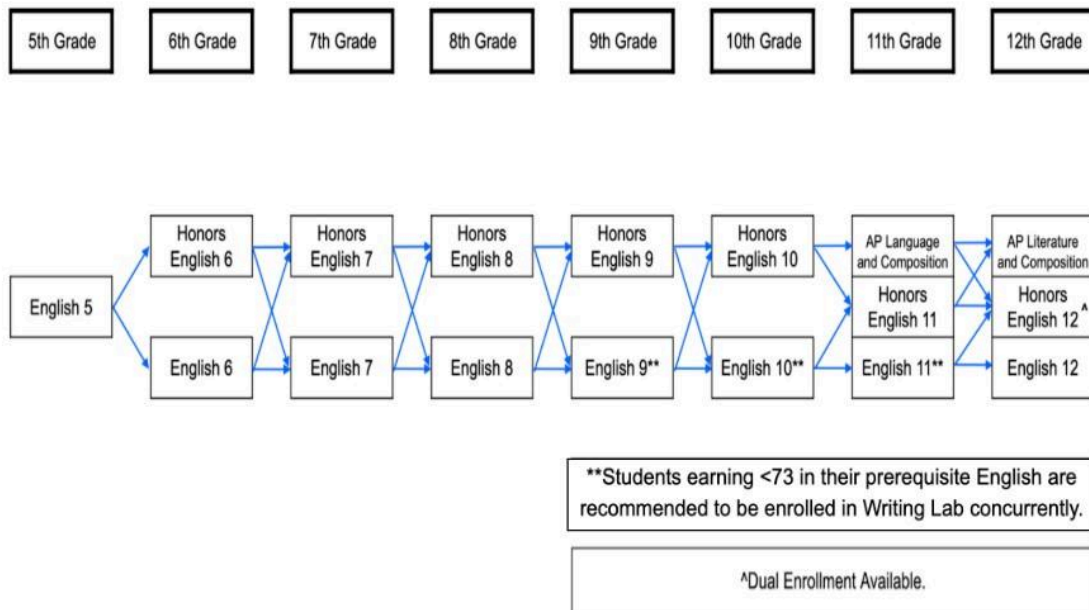 5th Grade
6th Grade
7th Grade
8th Grade
9th Grade
10th Grade
11th Grade
12th Grade
English 5
Honors
English 6
Honors
English 7
Honors
English 8
Honors
English 9
Honors
English 10
AP Language
and Composition
AP Literature
and Composition
Honors
English 11
Honors
English 12^
English 6
English 7
English 8
English 9**
English 10**
English 11**
English 12
**Students earning <73 in their prerequisite English are
recommended to be enrolled in Writing Lab concurrently.
^Dual Enrollment Available.